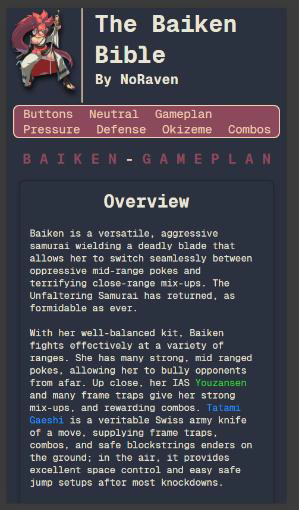 The Baiken
Bible
By NoRaven
Buttons Neutral Gameplan
Pressure Defense Okizeme Combos
BAIKEN-GAMEPLAN
Overview
Baiken is a versatile, aggressive
samurai wielding a deadly blade that
allows her to switch seamlessly between
oppressive mid-range pokes and
terrifying close-range mix-ups. The
Unfaltering Samurai has returned, as
formidable as ever.
With her well-balanced kit, Baiken
fights effectively at a variety of
ranges. She has many strong, mid ranged
pokes, allowing her to bully opponents
from afar. Up close, her IAS Youzansen
and many frame traps give her strong
mix-ups, and rewarding combos. Tatami
Gaeshi is a veritable Swiss army knife
of a move, supplying frame traps,
combos, and safe blockstrings enders on
the ground; in the air, it provides
excellent space control and easy safe
jump setups after most knockdowns.